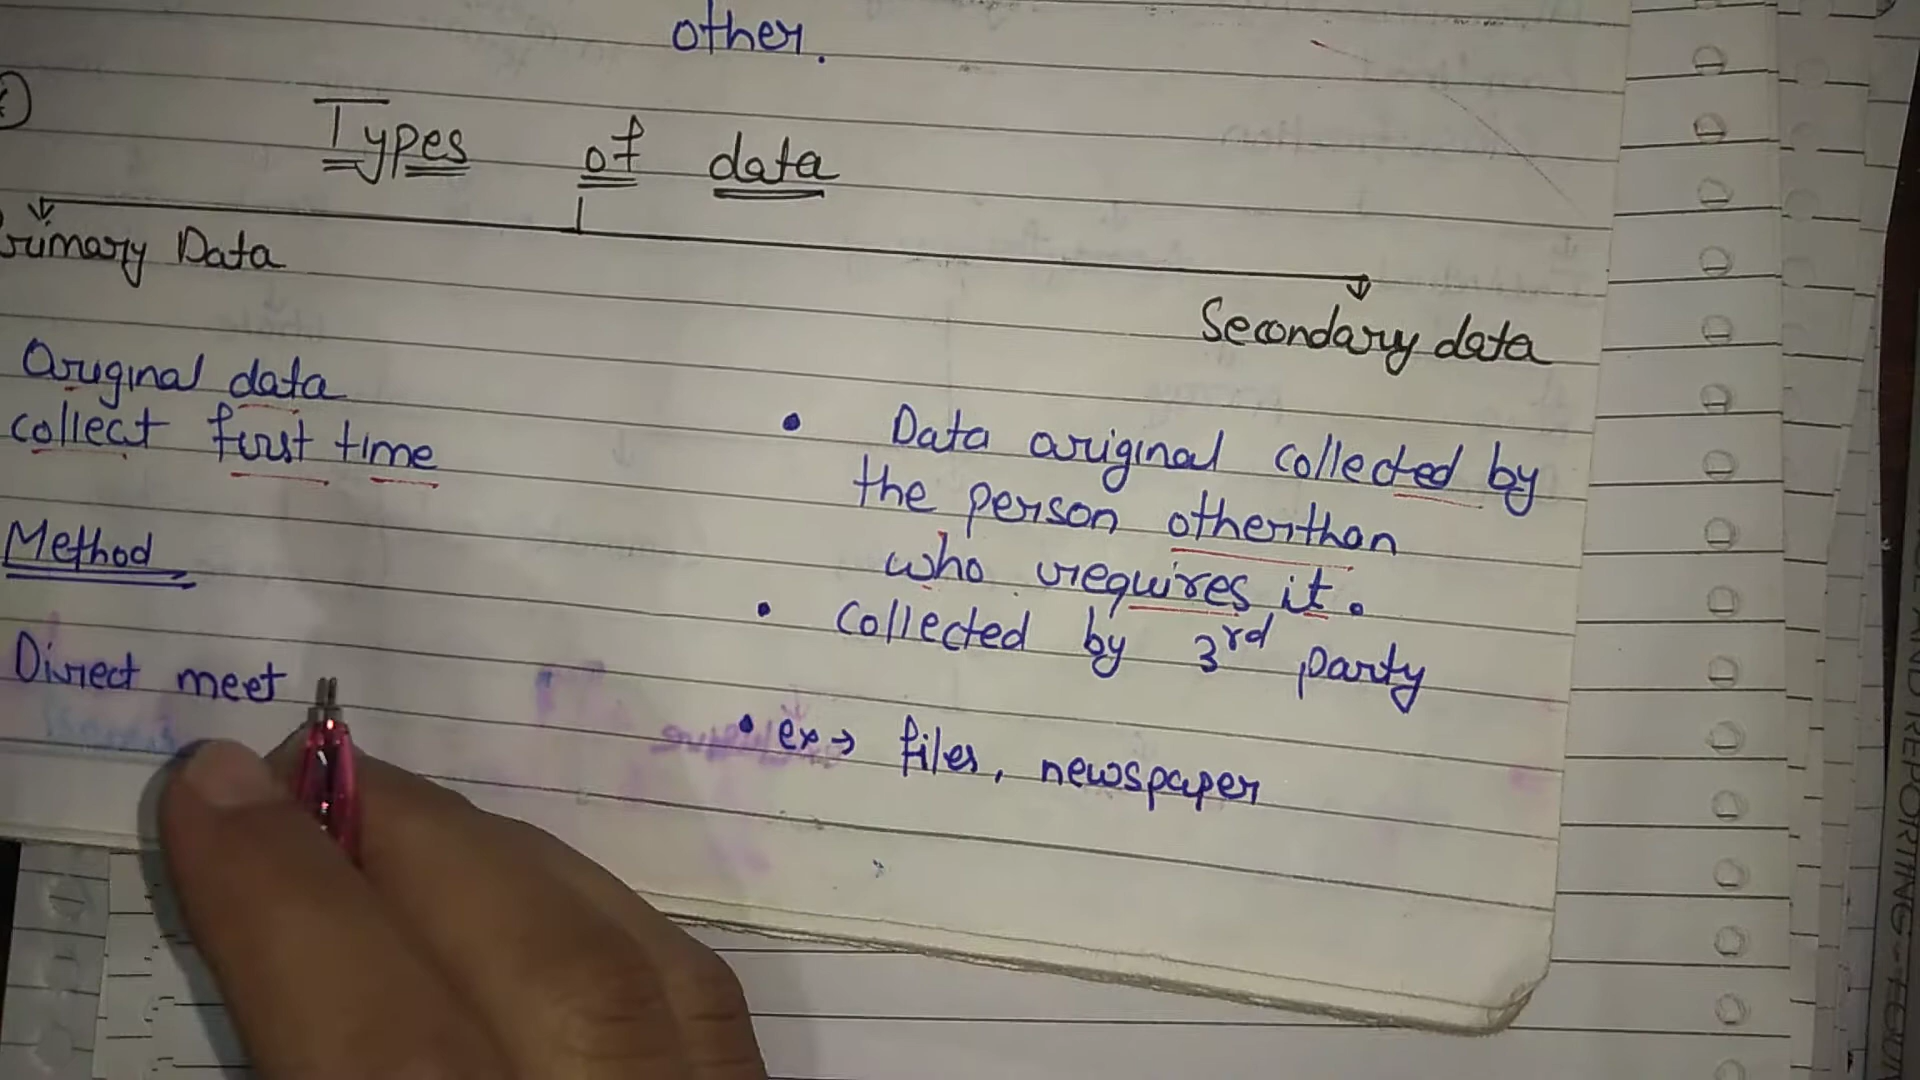 other.
Types of data
Primary Data
Secondary data
Original data
collect first time
Method
Direct meet
• Data original collected by
the person otherthan
who requires it.
• Collected by 3rd party
• ex → files, newspaper